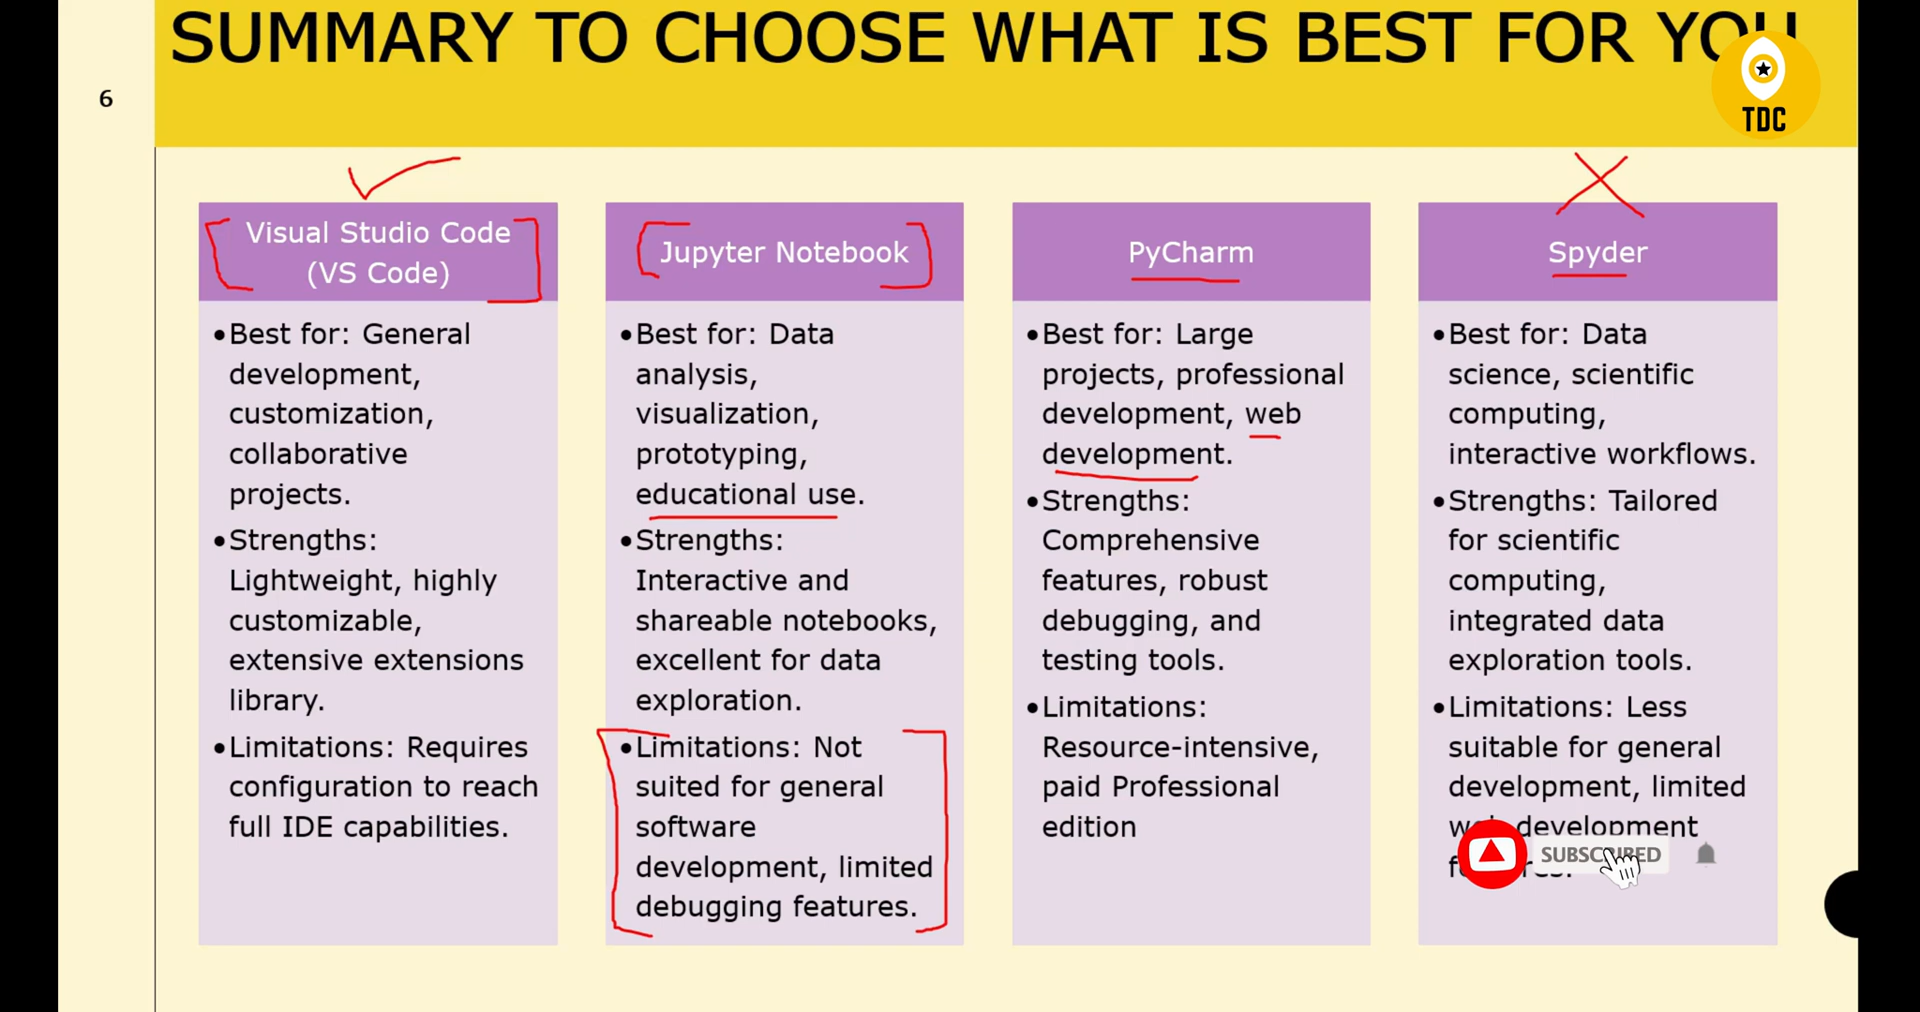 SUMMARY TO CHOOSE WHAT IS BEST FOR YOU
TDC
6
Visual Studio Code
(VS Code)
•Best for: General
development,
customization,
collaborative
projects.
•Strengths:
Lightweight, highly
customizable,
extensive extensions
library.
•Limitations: Requires
configuration to reach
full IDE capabilities.
Jupyter Notebook
•Best for: Data
analysis,
visualization,
prototyping,
educational use.
•Strengths:
Interactive and
shareable notebooks,
excellent for data
exploration.
•Limitations: Not
suited for general
software
development, limited
debugging features.
PyCharm
•Best for: Large
projects, professional
development, web
development.
•Strengths:
Comprehensive
features, robust
debugging, and
testing tools.
•Limitations:
Resource-intensive,
paid Professional
edition
Spyder
•Best for: Data
science, scientific
computing,
interactive workflows.
•Strengths: Tailored
for scientific
computing,
integrated data
exploration tools.
•Limitations: Less
suitable for general
development, limited
web development
SUBSCRIBED